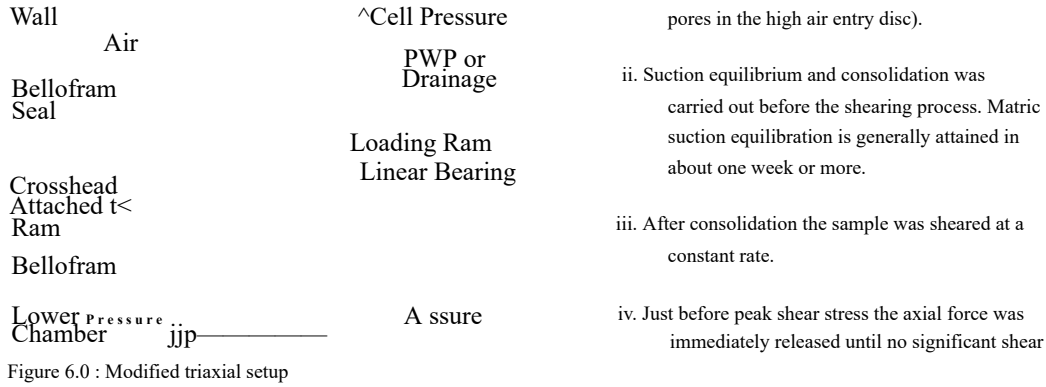 Wall
Air
Bellofram
Seal
Crosshead
Attached t<
Ram
Bellofram
Lower Pressure
Chamber jjp—————
^Cell Pressure
PWP or
Drainage
Loading Ram
Linear Bearing
A ssure
Figure 6.0 : Modified triaxial setup
pores in the high air entry disc).
ii. Suction equilibrium and consolidation was
carried out before the shearing process. Matric
suction equilibration is generally attained in
about one week or more.
iii. After consolidation the sample was sheared at a
constant rate.
iv. Just before peak shear stress the axial force was
immediately released until no significant shear